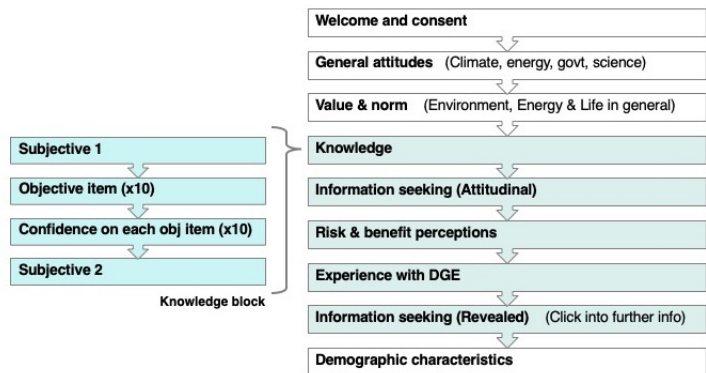 Welcome and consent
General attitudes (Climate, energy, govt, science)
Value & norm (Environment, Energy & Life in general)
Knowledge
Information seeking (Attitudinal)
Risk & benefit perceptions
Experience with DGE
Information seeking (Revealed) (Click into further info)
Demographic characteristics
Subjective 1
Objective item (x10)
Confidence on each obj item (x10)
Subjective 2
Knowledge block